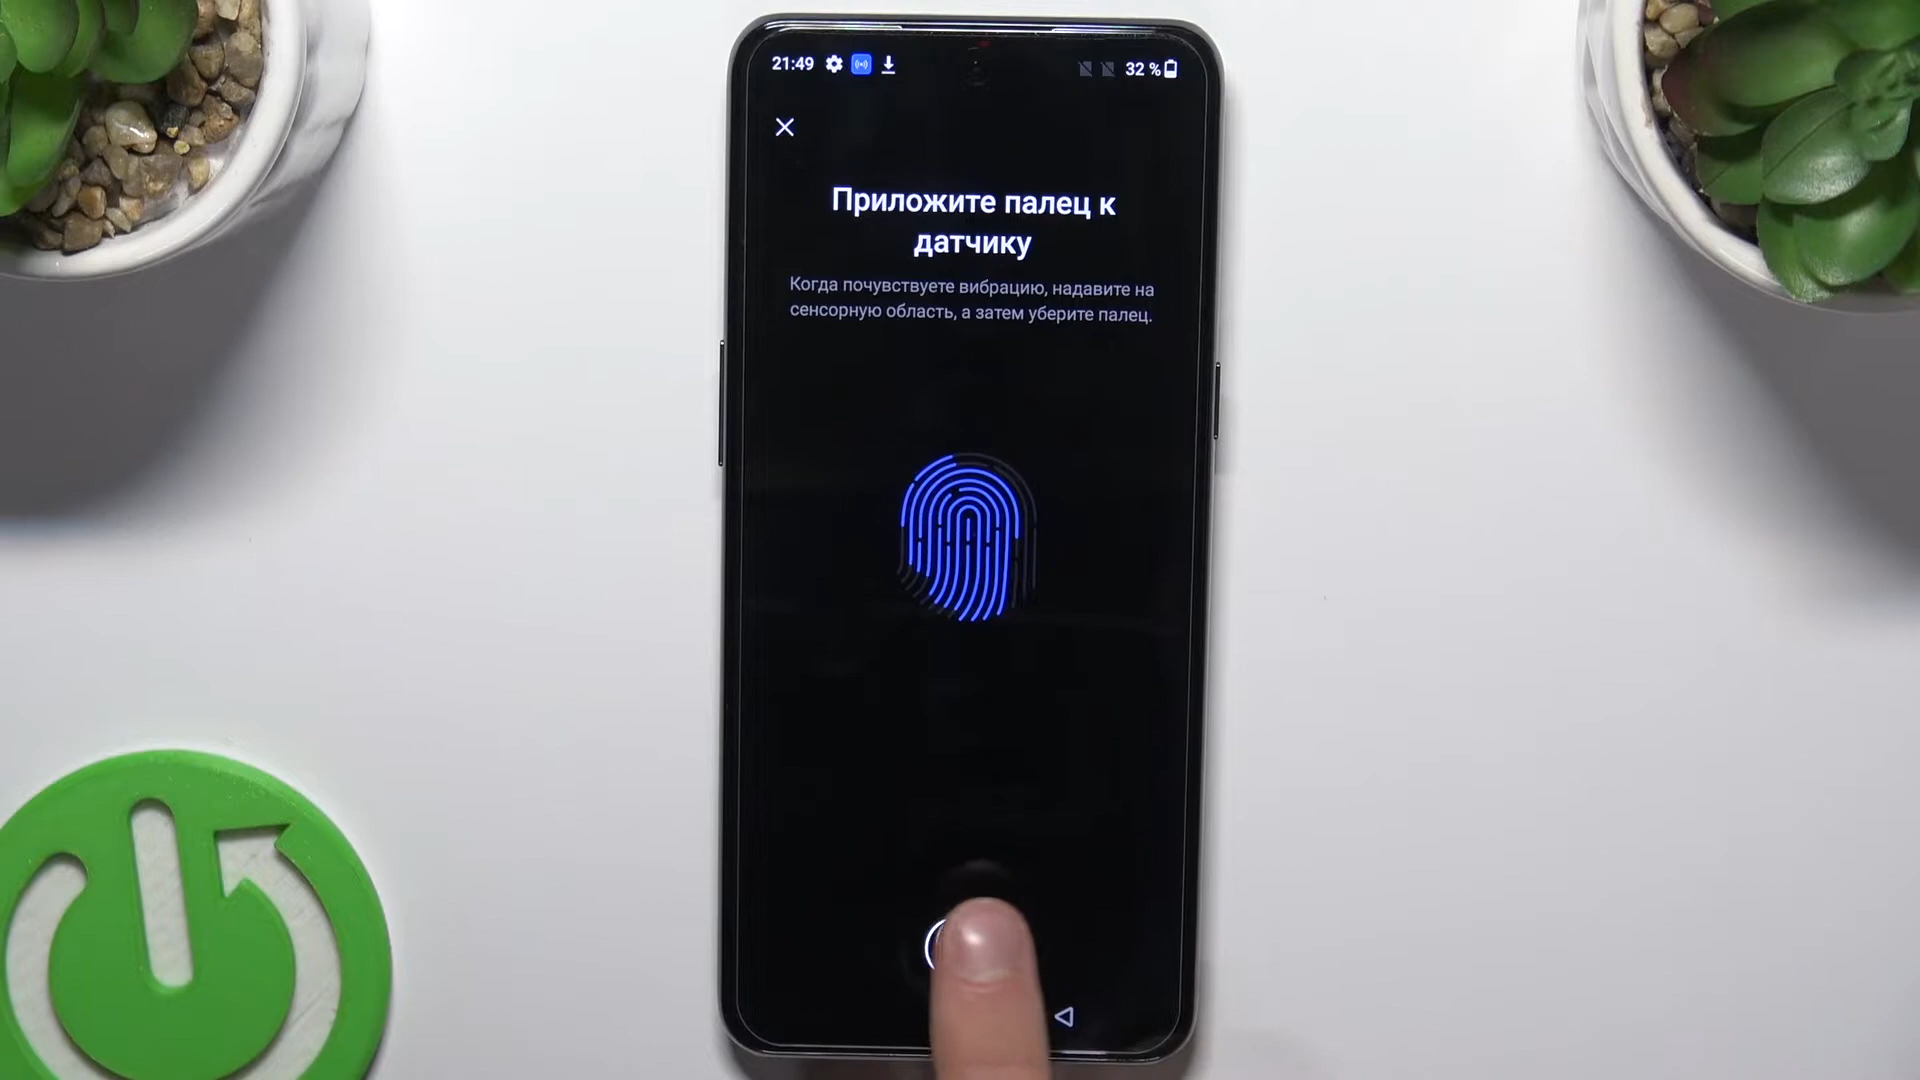 21:49
32 %
Приложите палец к
датчику
Когда почувствуете вибрацию, надавите на
сенсорную область, а затем уберите палец.